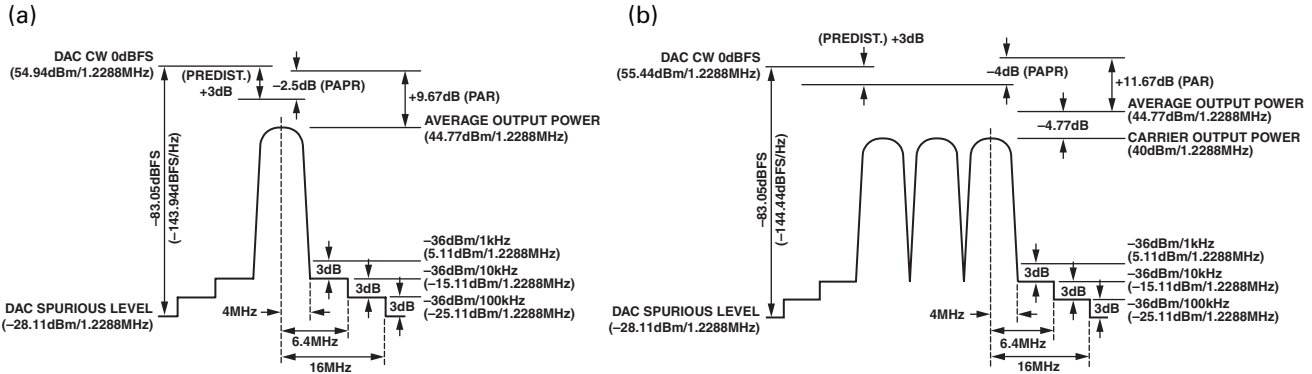 (a)
DAC CW 0dBFS
(54.94dBm/1.2288MHz)
(PREDIST.)
+3dB
–2.5dB (PAPR)
+9.67dB (PAR)
AVERAGE OUTPUT POWER
(44.77dBm/1.2288MHz)
–83.05dBFS
(–143.94dBFS/Hz)
–36dBm/1kHz
(5.11dBm/1.2288MHz)
3dB
–36dBm/10kHz
(–15.11dBm/1.2288MHz)
3dB
–36dBm/100kHz
(–25.11dBm/1.2288MHz)
3dB
DAC SPURIOUS LEVEL
(–28.11dBm/1.2288MHz)
4MHz
6.4MHz
16MHz
(b)
DAC CW 0dBFS
(55.44dBm/1.2288MHz)
(PREDIST.) +3dB
–4dB (PAPR)
+11.67dB (PAR)
AVERAGE OUTPUT POWER
(44.77dBm/1.2288MHz)
–4.77dB
CARRIER OUTPUT POWER
(40dBm/1.2288MHz)
–83.05dBFS
(–144.44dBFS/Hz)
–36dBm/1kHz
(5.11dBm/1.2288MHz)
3dB
–36dBm/10kHz
(–15.11dBm/1.2288MHz)
3dB
–36dBm/100kHz
(–25.11dBm/1.2288MHz)
3dB
DAC SPURIOUS LEVEL
(–28.11dBm/1.2288MHz)
4MHz
6.4MHz
16MHz